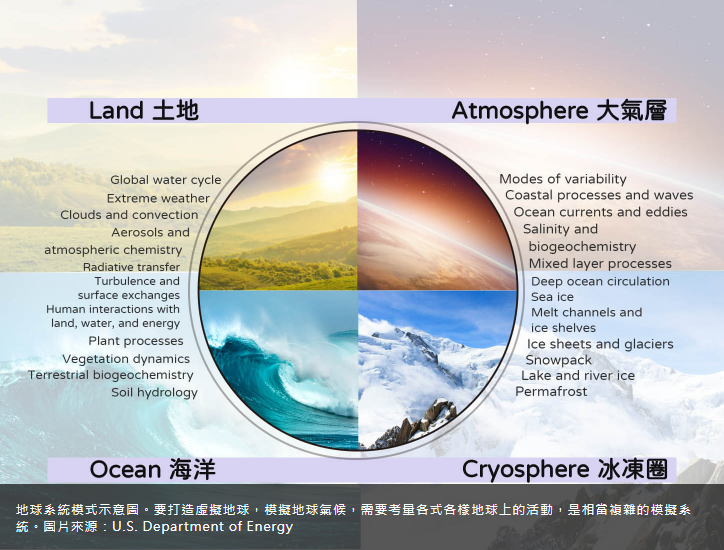 Land 土地
Atmosphere 大氣層
Global water cycle
Extreme weather
Clouds and convection
Aerosols and
atmospheric chemistry
Radiative transfer
Turbulence and
surface exchanges
Human interactions with
land, water, and energy
Plant processes
Vegetation dynamics
Terrestrial biogeochemistry
Soil hydrology
Modes of variability
Coastal processes and waves
Ocean currents and eddies
Salinity and
biogeochemistry
Mixed layer processes
Deep ocean circulation
Sea ice
Melt channels and
ice shelves
Ice sheets and glaciers
Snowpack
Lake and river ice
Permafrost
Ocean 海洋
Cryosphere 冰凍圈
地球系統模式示意圖。要打造虛擬地球，模擬地球氣候，需要考量各式各樣地球上的活動，是相當複雜的模擬系
統。圖片來源：U.S. Department of Energy